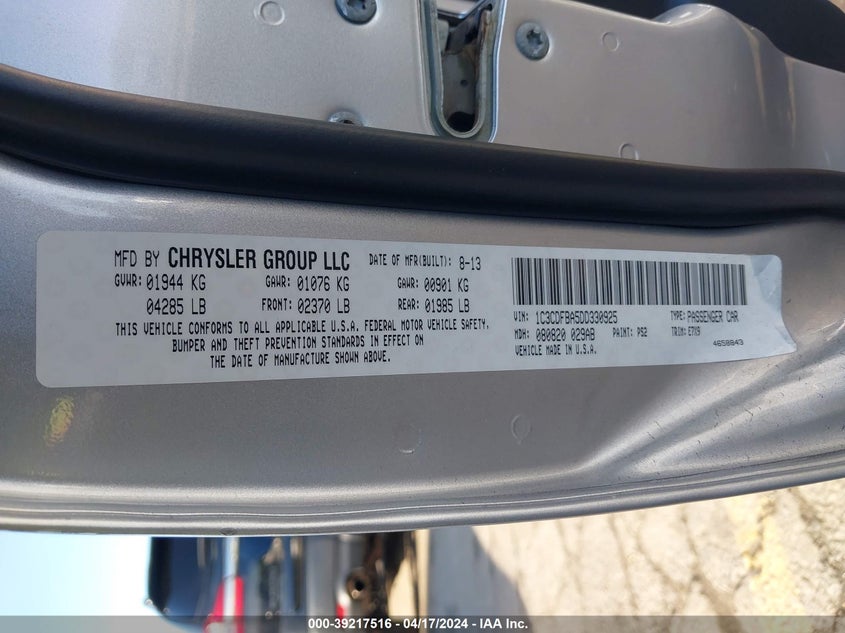 MFD BY CHRYSLER GROUP LLC DATE OF MFR(BUILT): 8-13
GVWR: 01944 KG GAWR: 01076 KG GAWR: 00901 KG
04285 LB FRONT: 02370 LB REAR: 01985 LB
THIS VEHICLE CONFORMS TO ALL APPLICABLE U.S.A. FEDERAL MOTOR VEHICLE SAFETY,
BUMPER AND THEFT PREVENTION STANDARDS IN EFFECT ON
THE DATE OF MANUFACTURE SHOWN ABOVE.
VIN: 1C3CDFBA5DD330925 TYPE: PASSENGER CAR
MDH: 080820 029AB PAINT: PS2 TRIM: E7X9
VEHICLE MADE IN U.S.A. 4658843
000-39217516 - 04/17/2024 - IAA Inc.